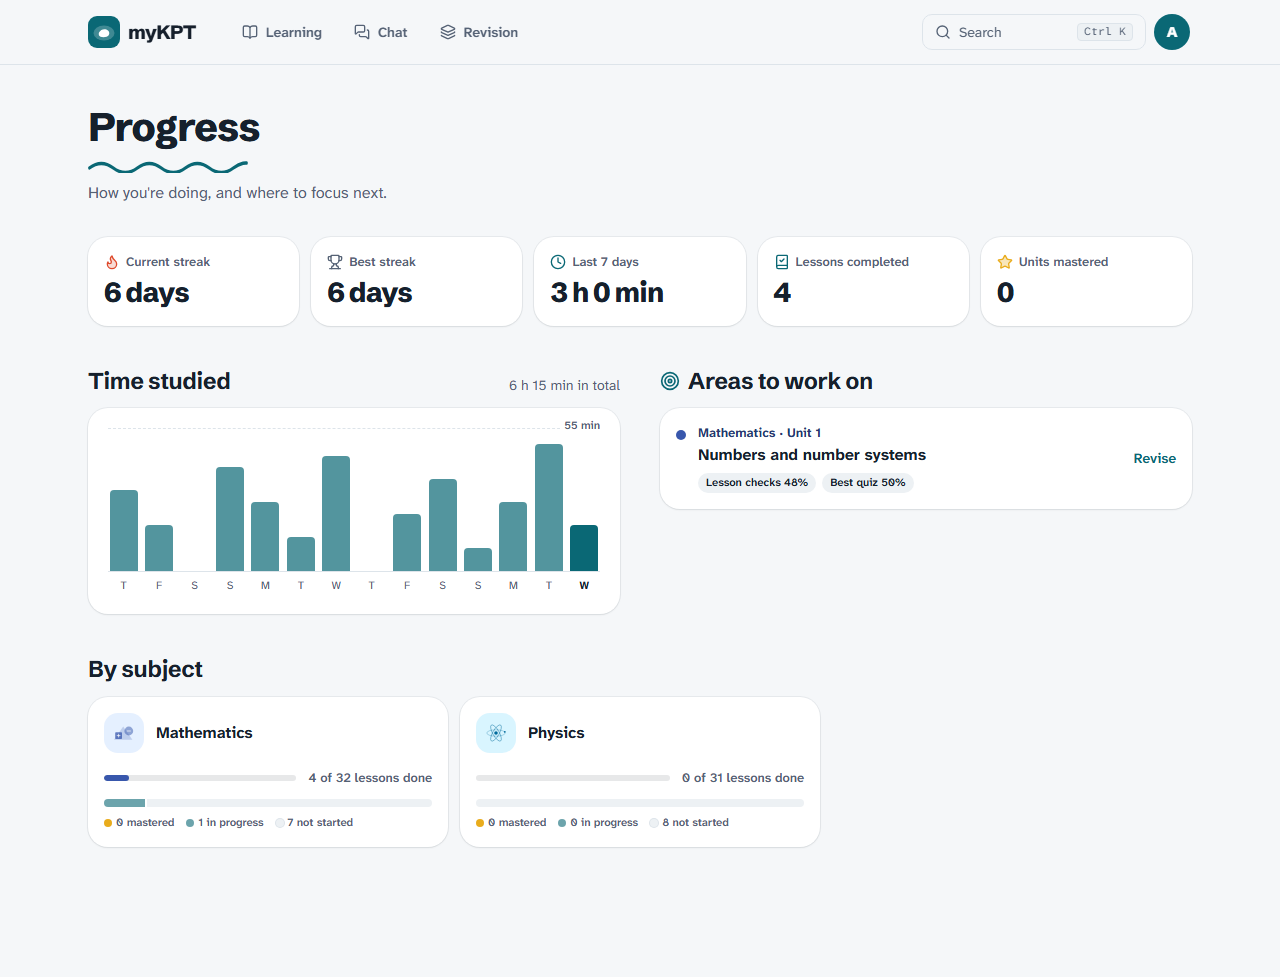 myKPT
Learning
Chat
Revision
Search
Ctrl K
A
Progress
How you're doing, and where to focus next.
Current streak
6 days
Best streak
6 days
Last 7 days
3 h 0 min
Lessons completed
4
Units mastered
0
Time studied
6 h 15 min in total
55 min
T F S S M T W T F S S M T W
Areas to work on
Mathematics · Unit 1
Numbers and number systems
Lesson checks 48%
Best quiz 50%
Revise
By subject
Mathematics
4 of 32 lessons done
0 mastered
1 in progress
7 not started
Physics
0 of 31 lessons done
0 mastered
0 in progress
8 not started